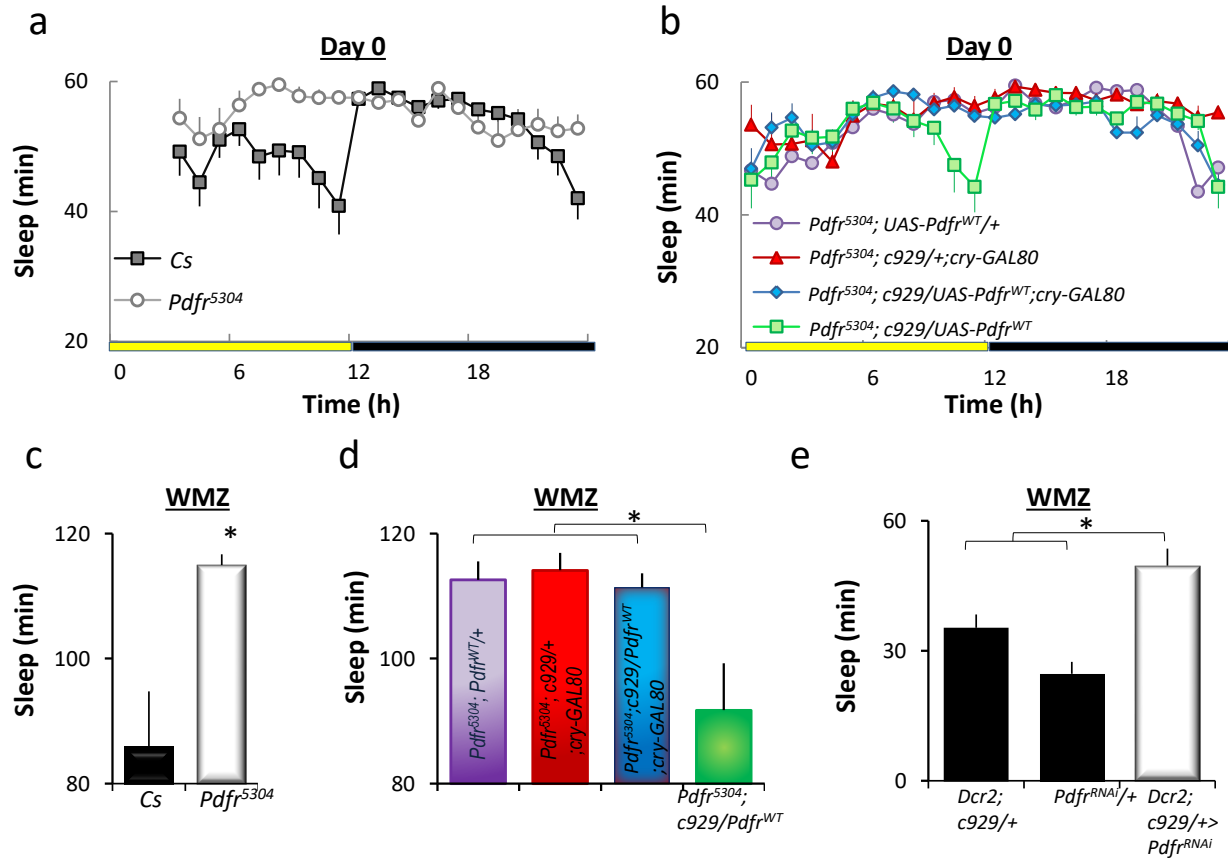 a
Day 0
60
40
20
Sleep (min)
Cs
Pdfr⁵³⁰⁴
0 6 12 18
Time (h)
b
Day 0
60
40
20
Sleep (min)
Pdfr⁵³⁰⁴; UAS-Pdfrᵂᵀ/+
Pdfr⁵³⁰⁴; c929/+;cry-GAL80
Pdfr⁵³⁰⁴; c929/UAS-Pdfrᵂᵀ;cry-GAL80
Pdfr⁵³⁰⁴; c929/UAS-Pdfrᵂᵀ
0 6 12 18
Time (h)
c
WMZ
120
100
80
Sleep (min)
*
Cs Pdfr⁵³⁰⁴
d
WMZ
120
100
80
Sleep (min)
*
Pdfr⁵³⁰⁴; Pdfrᵂᵀ/+
Pdfr⁵³⁰⁴; c929/+
;cry-GAL80
Pdfr⁵³⁰⁴;c929/Pdfrᵂᵀ
;cry-GAL80
Pdfr⁵³⁰⁴;
c929/Pdfrᵂᵀ
e
WMZ
60
30
0
Sleep (min)
*
Dcr2;
c929/+
Pdfrᴿᴺᴬⁱ/+
Dcr2;
c929/+>
Pdfrᴿᴺᴬⁱ